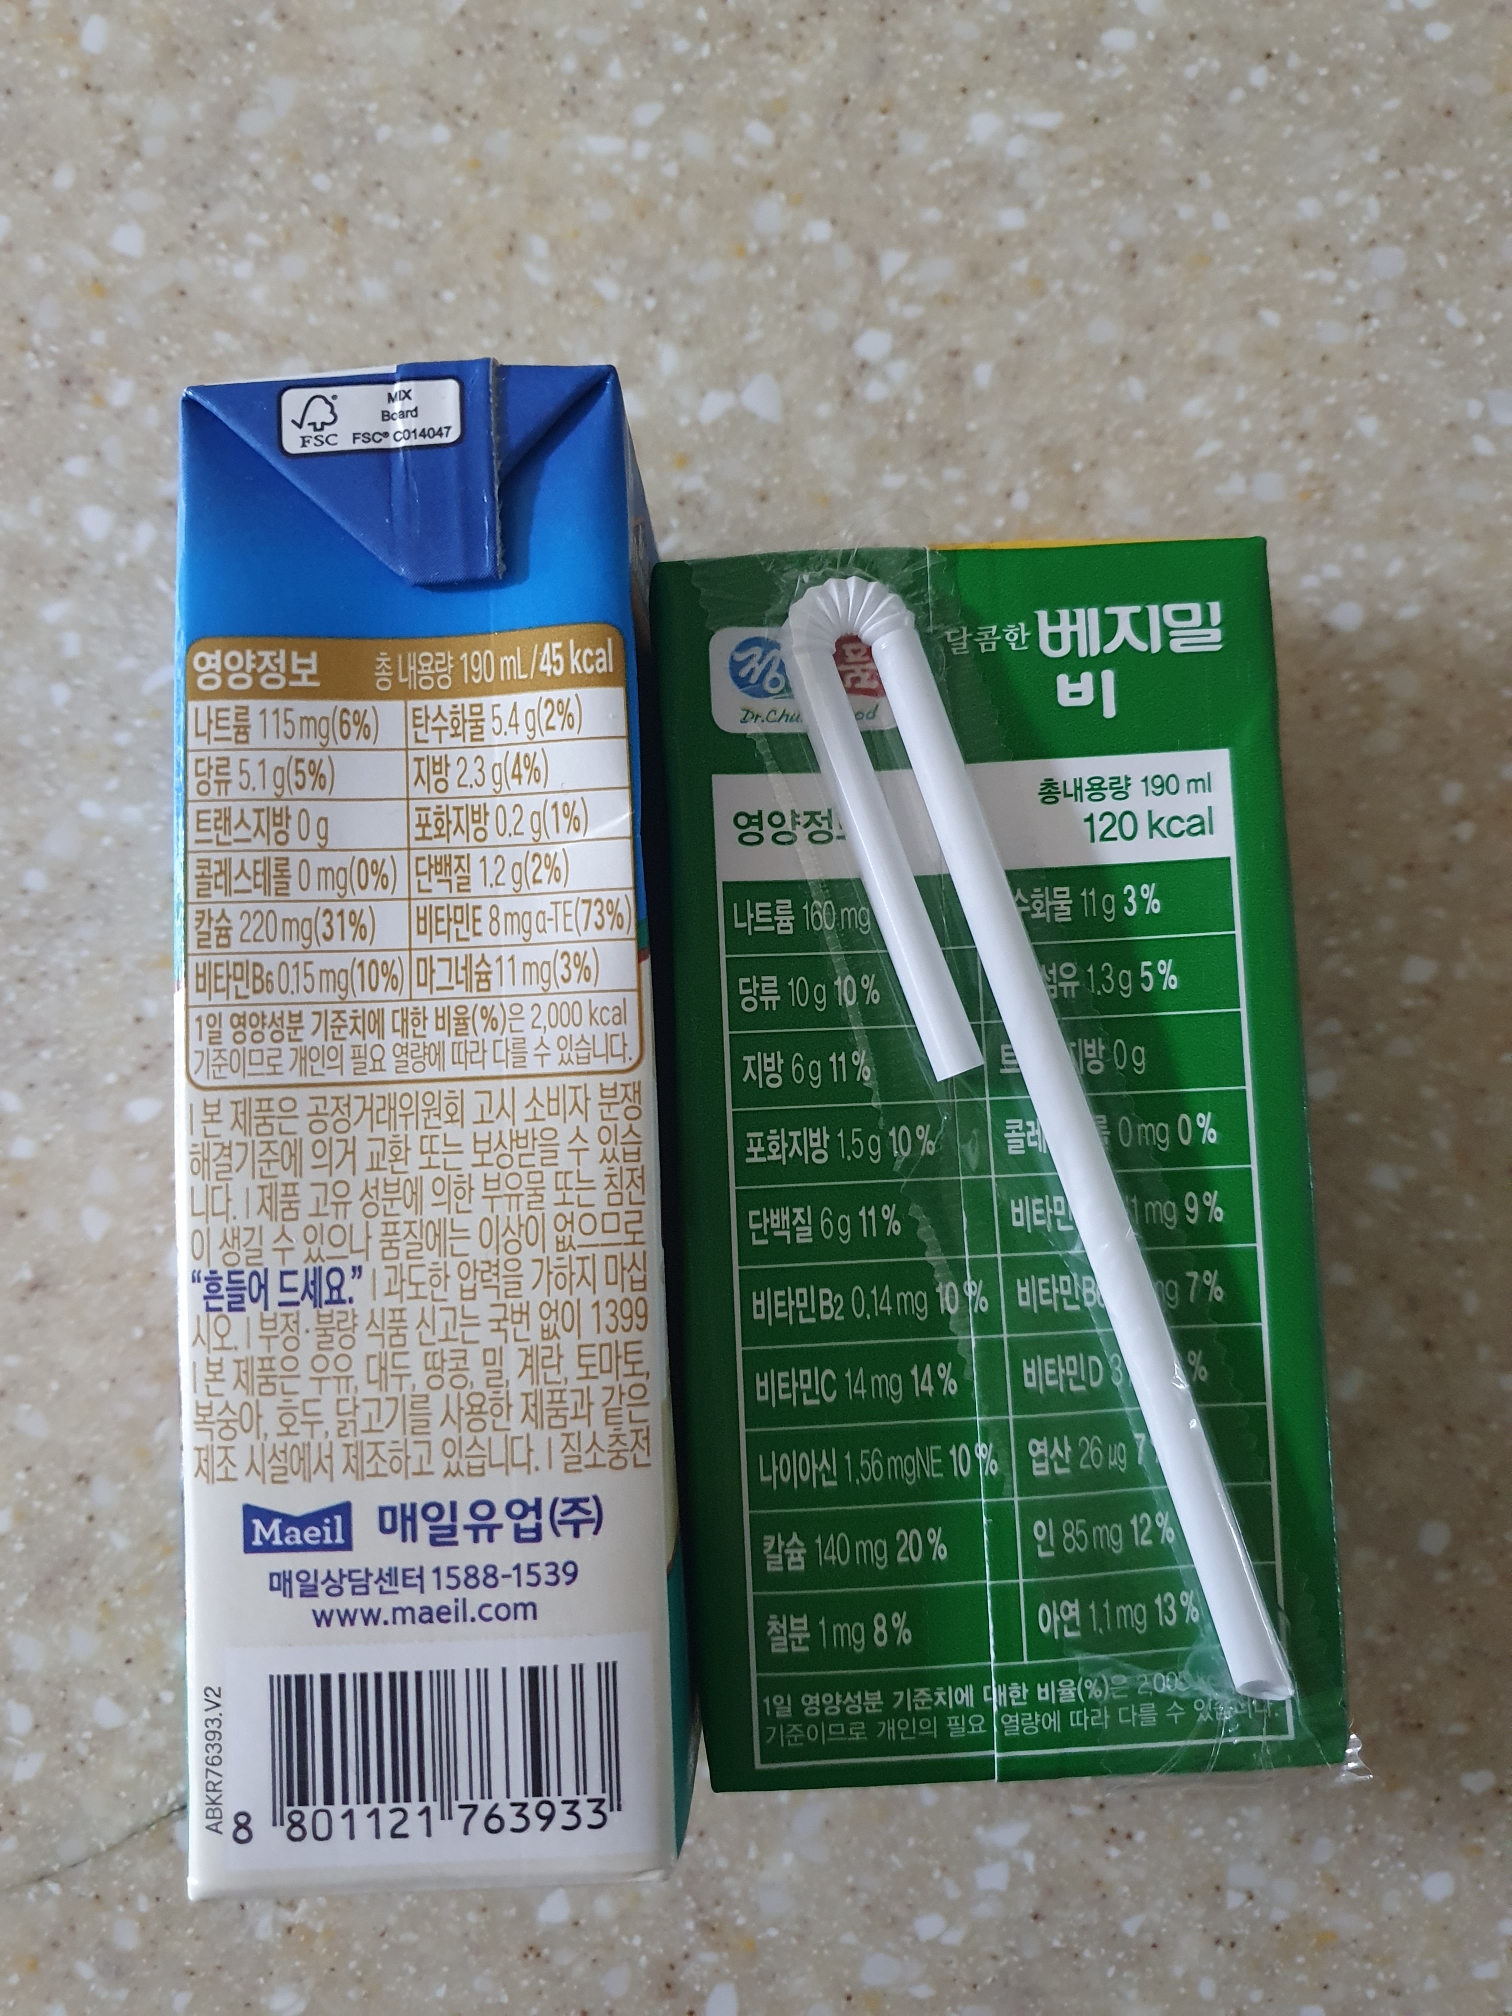 MIX
Board
FSC FSC® C014047
영양정보 총 내용량 190 mL/45 kcal
나트륨 115 mg(6%) 탄수화물 5.4 g(2%)
당류 5.1 g(5%) 지방 2.3 g(4%)
트랜스지방 0 g 포화지방 0.2 g(1%)
콜레스테롤 0 mg(0%) 단백질 1.2 g(2%)
칼슘 220 mg(31%) 비타민E 8 mg α-TE(73%)
비타민B6 0.15 mg(10%) 마그네슘 11 mg(3%)
1일 영양성분 기준치에 대한 비율(%)은 2,000 kcal
기준이므로 개인의 필요 열량에 따라 다를 수 있습니다.
| 본 제품은 공정거래위원회 고시 소비자 분쟁
해결기준에 의거 교환 또는 보상받을 수 있습
니다. | 제품 고유 성분에 의한 부유물 또는 침전
이 생길 수 있으나 품질에는 이상이 없으므로
“흔들어 드세요.” | 과도한 압력을 가하지 마십
시오. | 부정·불량 식품 신고는 국번 없이 1399
| 본 제품은 우유, 대두, 땅콩, 밀, 계란, 토마토,
복숭아, 호두, 닭고기를 사용한 제품과 같은
제조 시설에서 제조하고 있습니다. | 질소충전
Maeil 매일유업(주)
매일상담센터 1588-1539
www.maeil.com
ABKR76393.V2
8 801121 763933
달콤한 베지밀
비
총내용량 190 ml
120 kcal
나트륨 160 mg 11 g 3%
당류 10 g 10% 1.3 g 5%
지방 6 g 11% 0 g
포화지방 1.5 g 10% 0 mg 0%
단백질 6 g 11% 9%
비타민B2 0.14 mg 10% 7%
비타민C 14 mg 14% 비타민D
나이아신 1.56 mgNE 10% 엽산 26 μg
칼슘 140 mg 20% 인 85 mg 12%
철분 1 mg 8% 아연 1.1 mg 13%
1일 영양성분 기준치에 대한 비율(%)은
기준이므로 개인의 필요 열량에 따라 다를 수